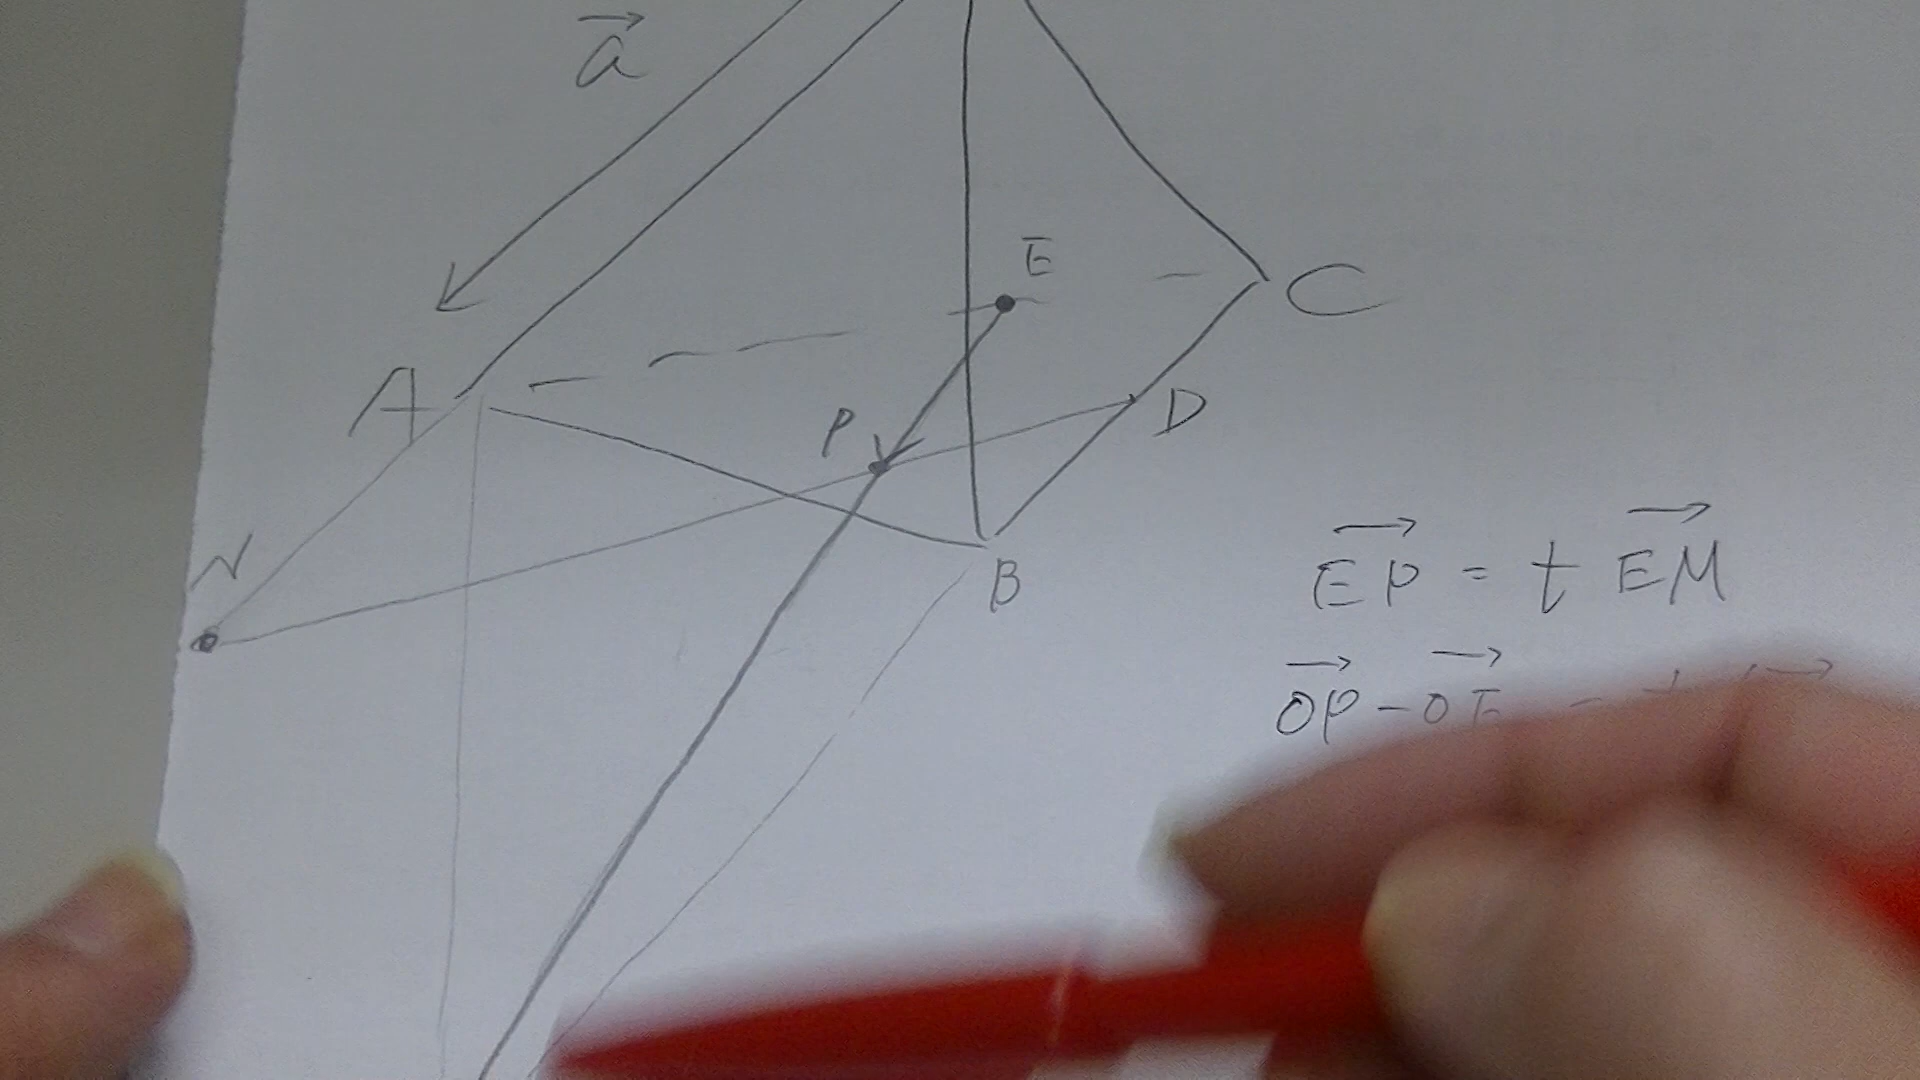 a
E
C
A
P
D
N
B
EP = t EM
OP - OE = t